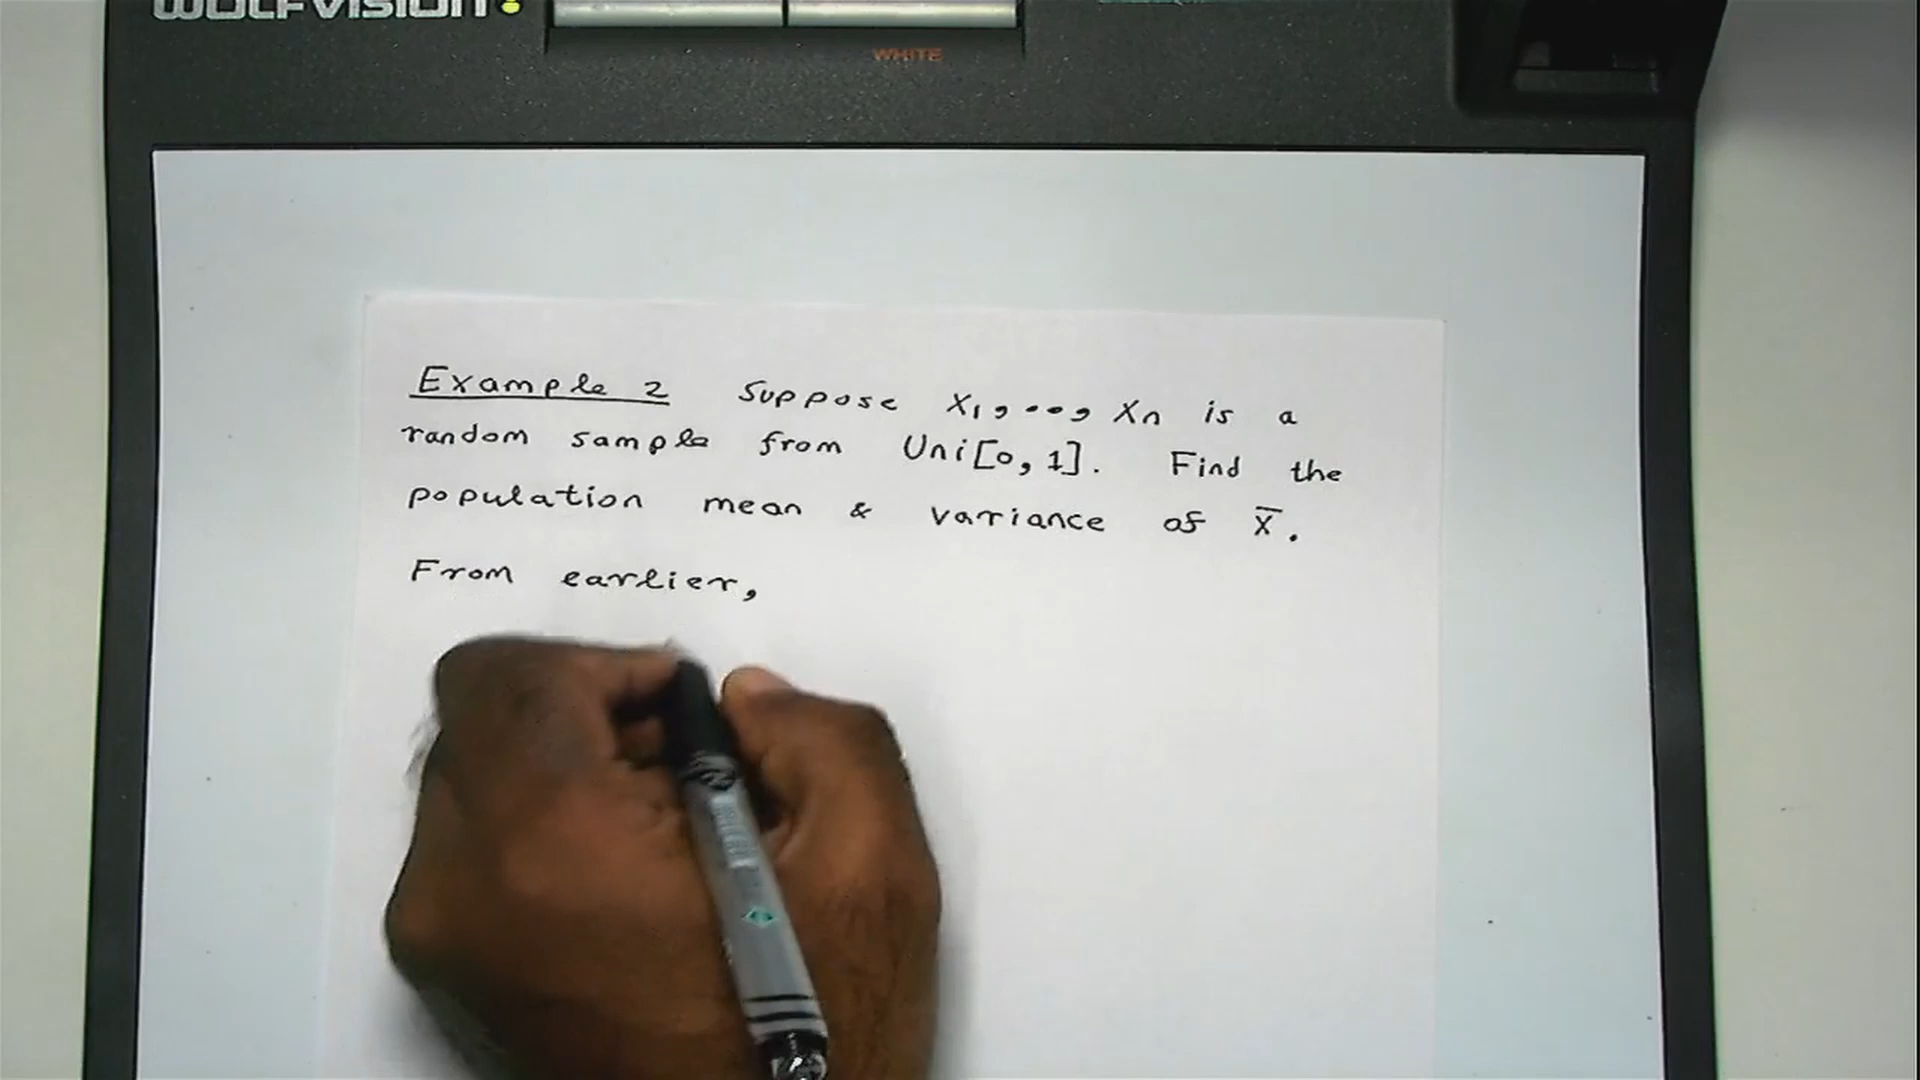 WOLFVISION
WHITE
Example 2 Suppose X1, ..., Xn is a
random sample from Uni[0, 1]. Find the
population mean & variance of X̄.
From earlier,